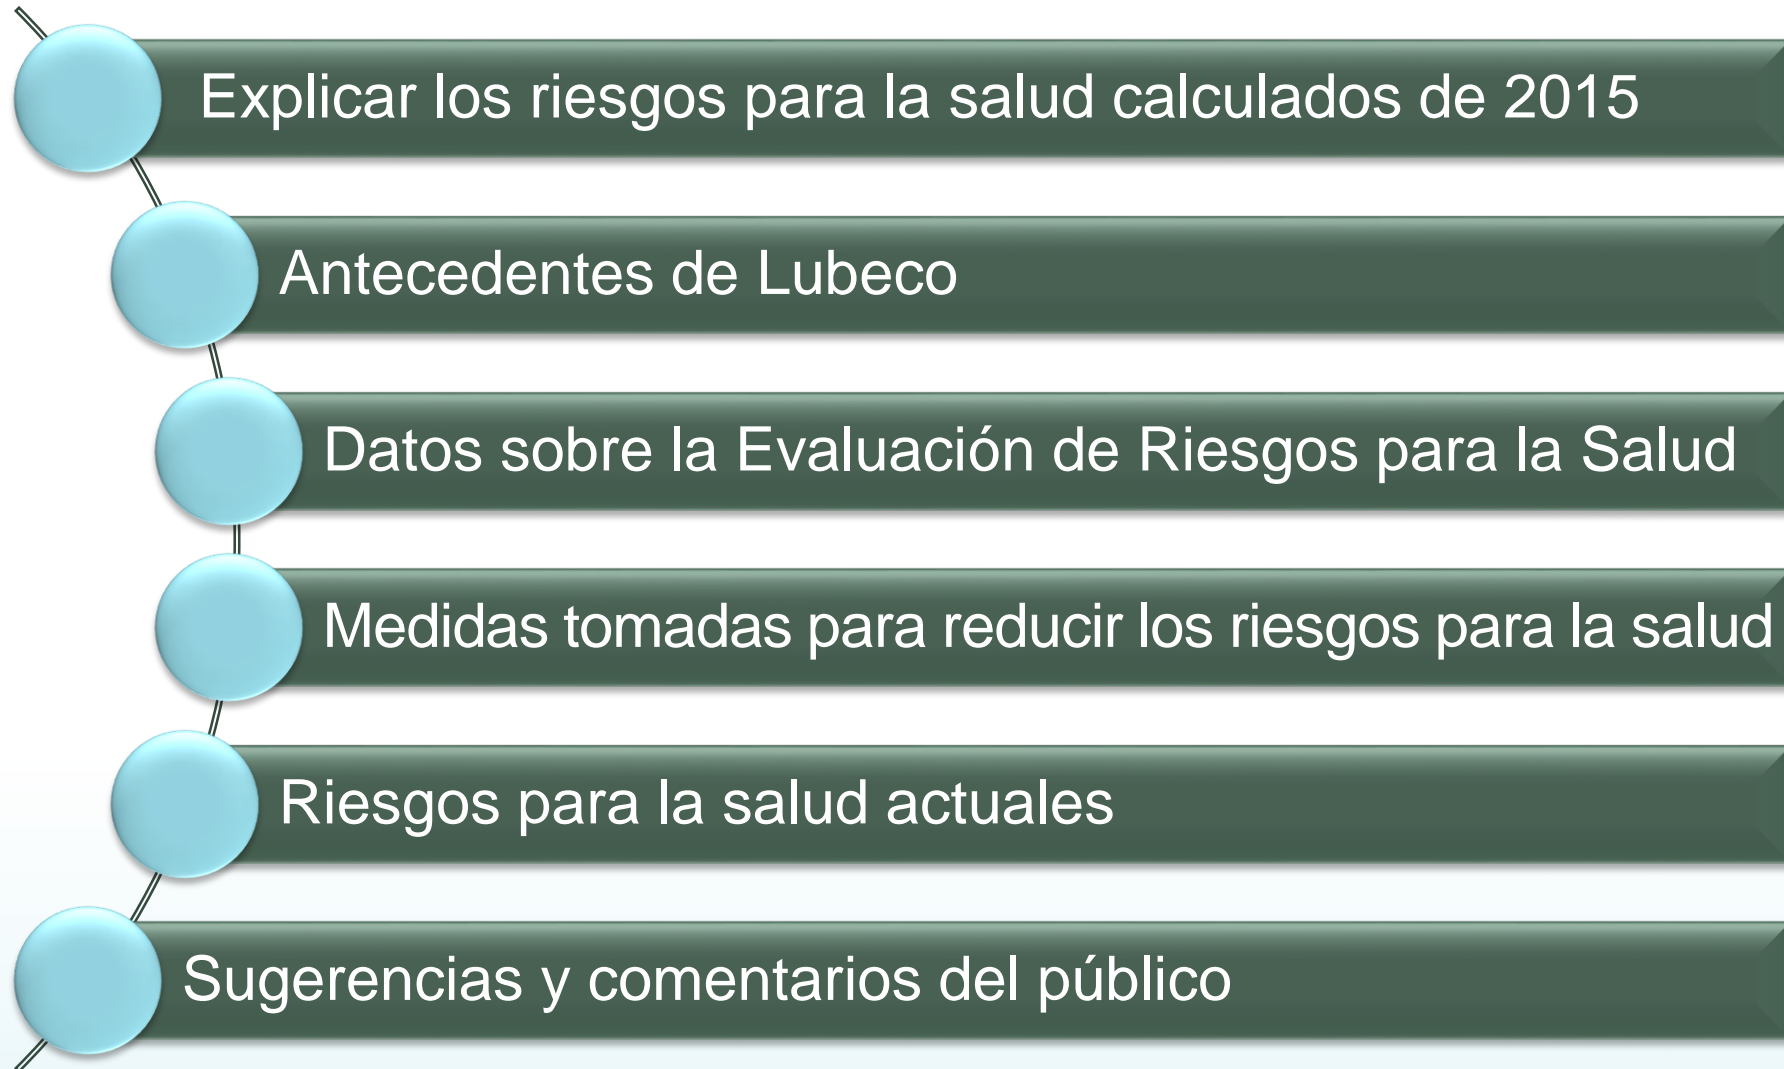 Explicar los riesgos para la salud calculados de 2015
Antecedentes de Lubeco
Datos sobre la Evaluación de Riesgos para la Salud
Medidas tomadas para reducir los riesgos para la salud
Riesgos para la salud actuales
Sugerencias y comentarios del público